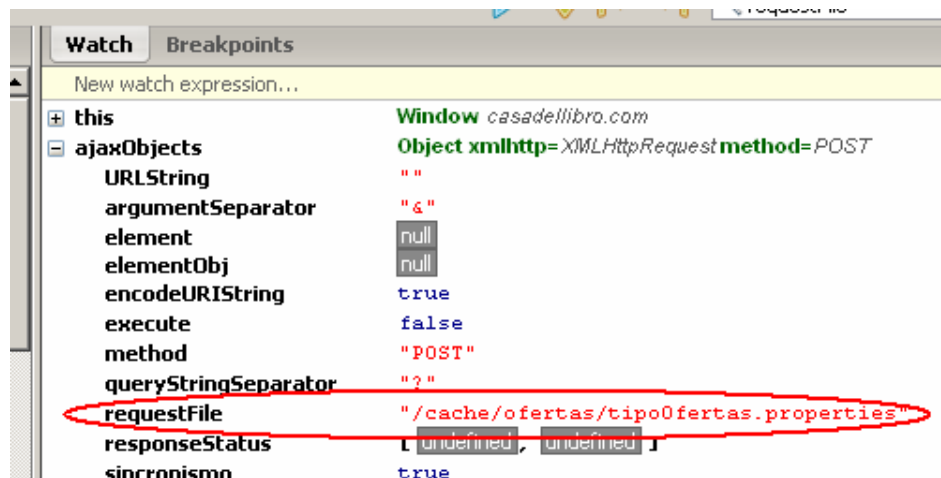 requestFile
Watch Breakpoints
New watch expression...
this Window casadellibro.com
ajaxObjects Object xmlhttp=XMLHttpRequest method=POST
URLString ""
argumentSeparator "&"
element null
elementObj null
encodeURIString true
execute false
method "POST"
queryStringSeparator "?"
requestFile "/cache/ofertas/tipoOfertas.properties"
responseStatus [ undefined, undefined ]
sincronismo true